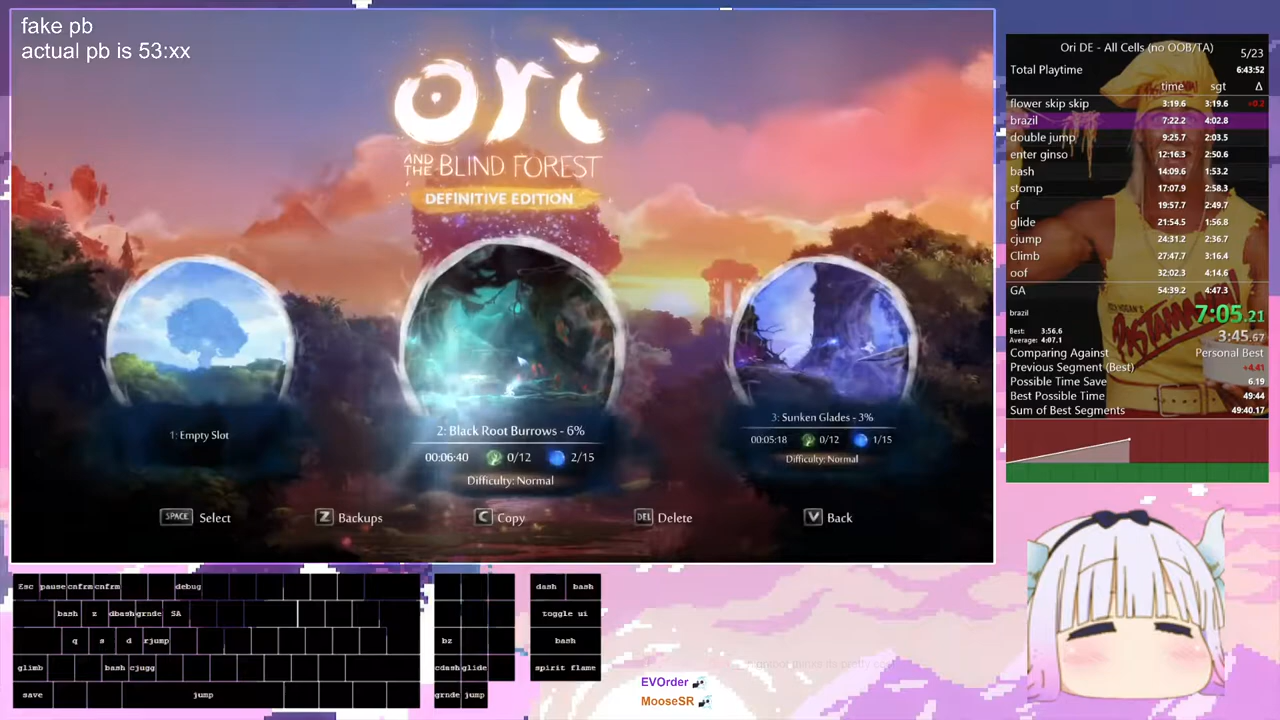 fake pb
actual pb is 53:xx
ori
AND THE BLIND FOREST
DEFINITIVE EDITION
1: Empty Slot
2: Black Root Burrows - 6%
00:06:40 0/12 2/15
Difficulty: Normal
3: Sunken Glades - 3%
00:05:18 0/12 1/15
Difficulty: Normal
SPACE Select
Z Backups
C Copy
DEL Delete
V Back
Ori DE - All Cells (no OOB/TA)
5/23
Total Playtime 6:43:52
time sgt Δ
flower skip skip 3:19.6 3:19.6 +0.2
brazil 7:22.2 4:02.8
double jump 9:25.7 2:03.5
enter ginso 12:16.3 2:50.6
bash 14:09.6 1:53.2
stomp 17:07.9 2:58.3
cf 19:57.7 2:49.7
glide 21:54.5 1:56.8
cjump 24:31.2 2:36.7
Climb 27:47.7 3:16.4
oof 32:02.3 4:14.6
GA 54:39.2 4:47.3
brazil 7:05.21
Best: 3:56.6
Average: 4:07.1
3:45.67
Comparing Against Personal Best
Previous Segment (Best) +4.41
Possible Time Save 6.19
Best Possible Time 49:44
Sum of Best Segments 49:40.17
Esc pause cnfrm cnfrm debug
bash z dbash grnde SA
q s d rjump
glimb bash cjugg
save jump
bz
cdash glide
grnde jump
dash bash
toggle ui
bash
spirit flame
EVOrder
MooseSR